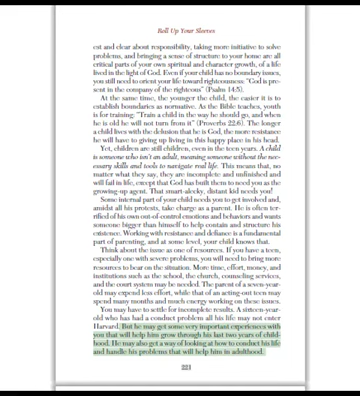 Roll Up Your Sleeves
est and clear about responsibility, taking more initiative to solve
problems, and bringing a sense of structure to your home are all
critical parts of your own spiritual and character growth, of a life
lived in the light of God. Even if your child has no boundary issues,
you still need to orient your life toward righteousness: "God is pre-
sent in the company of the righteous" (Psalm 14:5).
At the same time, the younger the child, the easier it is to
establish boundaries as normative. As the Bible teaches, youth
is for training: "Train a child in the way he should go, and when
he is old he will not turn from it" (Proverbs 22:6). The longer
a child lives with the delusion that he is God, the more resistance
he will have to giving up living in this happy place in his head.
Yet, children are still children, even in the teen years. A child
is someone who isn't an adult, meaning someone without the nec-
essary skills and tools to navigate real life. This means that, no
matter what they say, they are incomplete and unfinished and
will fail in life, except that God has built them to need you as the
growing-up agent. That smart-alecky, distant kid needs you!
Some internal part of your child needs you to get involved and,
amidst all his protests, take charge as a parent. He is often ter-
rified of his own out-of-control emotions and behaviors and wants
someone bigger than himself to help contain and structure his
existence. Working with resistance and defiance is a fundamental
part of parenting, and at some level, your child knows that.
Think about the issue as one of resources. If you have a teen,
especially one with severe problems, you will need to bring more
resources to bear on the situation. More time, effort, money, and
institutions such as the school, the church, counseling services,
and the court system may be needed. The parent of a seven-year-
old may expend less effort, while that of an acting-out teen may
spend many months and much energy working on these issues.
You may have to settle for incomplete results. A sixteen-year-
old who has had a conduct problem all his life may not enter
Harvard. But he may get some very important experiences with
you that will help him grow through his last two years of child-
hood. He may also get a way of looking at how to conduct his life
and handle his problems that will help him in adulthood.
221